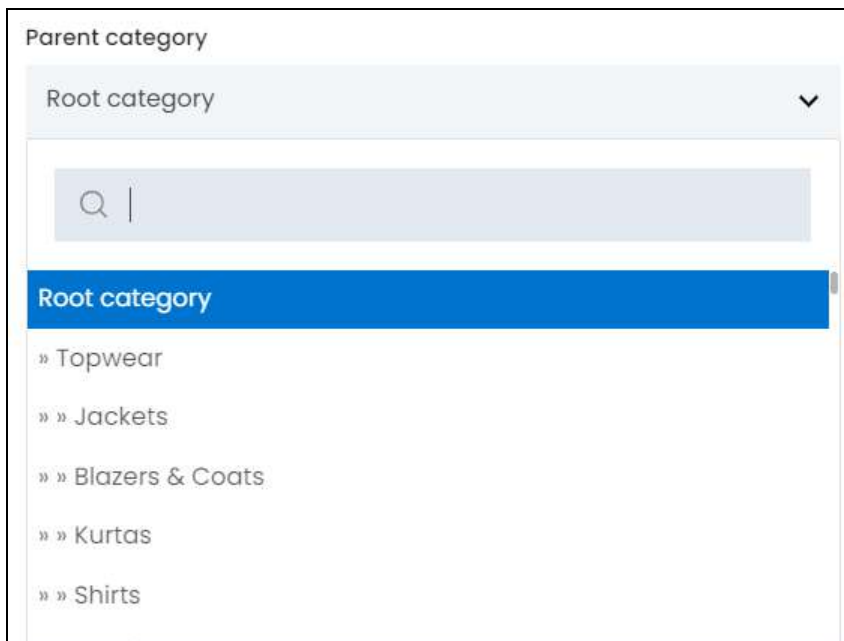 Parent category
Root category
Root category
» Topwear
» » Jackets
» » Blazers & Coats
» » Kurtas
» » Shirts